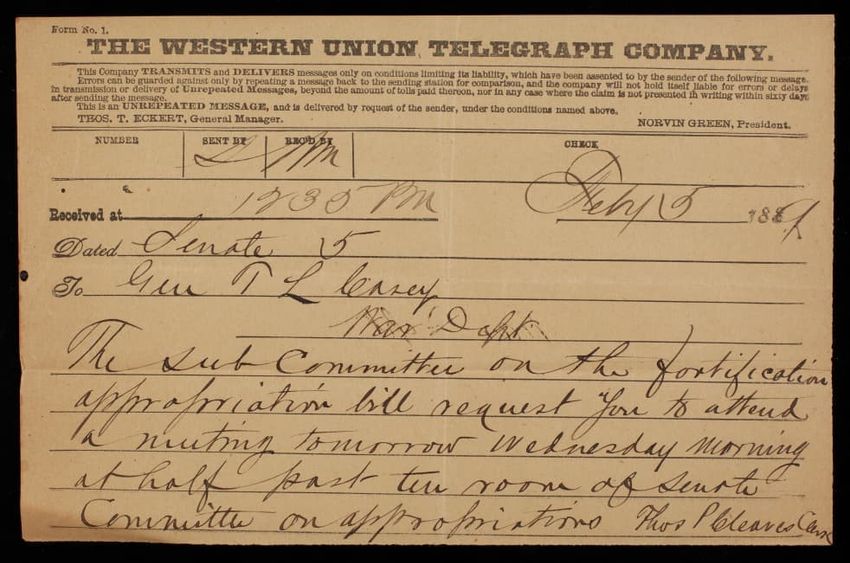 Form No. 1.
THE WESTERN UNION TELEGRAPH COMPANY.
This Company TRANSMITS and DELIVERS messages only on conditions limiting its liability, which have been assented to by the sender of the following message.
Errors can be guarded against only by repeating a message back to the sending station for comparison, and the company will not hold itself liable for errors or delays
in transmission or delivery of Unrepeated Messages, beyond the amount of tolls paid thereon, nor in any case where the claim is not presented in writing within sixty days
after sending the message.
This is an UNREPEATED MESSAGE, and is delivered by request of the sender, under the conditions named above.
THOS. T. ECKERT, General Manager. NORVIN GREEN, President.
NUMBER SENT BY REC'D BY CHECK
Received at 1235 PM Feby 5 1889
Dated Senate 5
To Gen T L Casey
War Dept
The sub Committee on the fortification
appropriation bill request you to attend
a meeting tomorrow Wednesday morning
at half past ten room of Senate
Committee on appropriations Thos P Cleaves Clerk